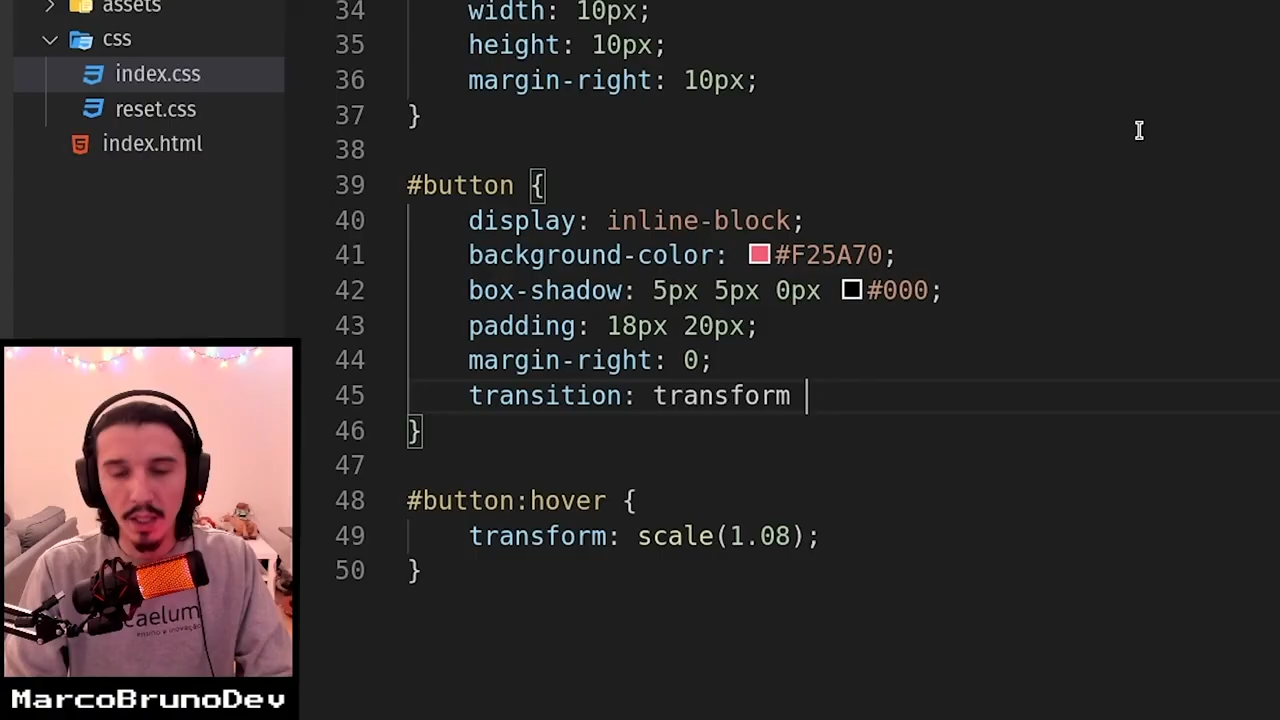 assets
css
index.css
reset.css
index.html
34 width: 10px;
35 height: 10px;
36 margin-right: 10px;
37 }
38
39 #button {
40 display: inline-block;
41 background-color: #F25A70;
42 box-shadow: 5px 5px 0px #000;
43 padding: 18px 20px;
44 margin-right: 0;
45 transition: transform
46 }
47
48 #button:hover {
49 transform: scale(1.08);
50 }
caelum
ensino e inovação
MarcoBrunoDev